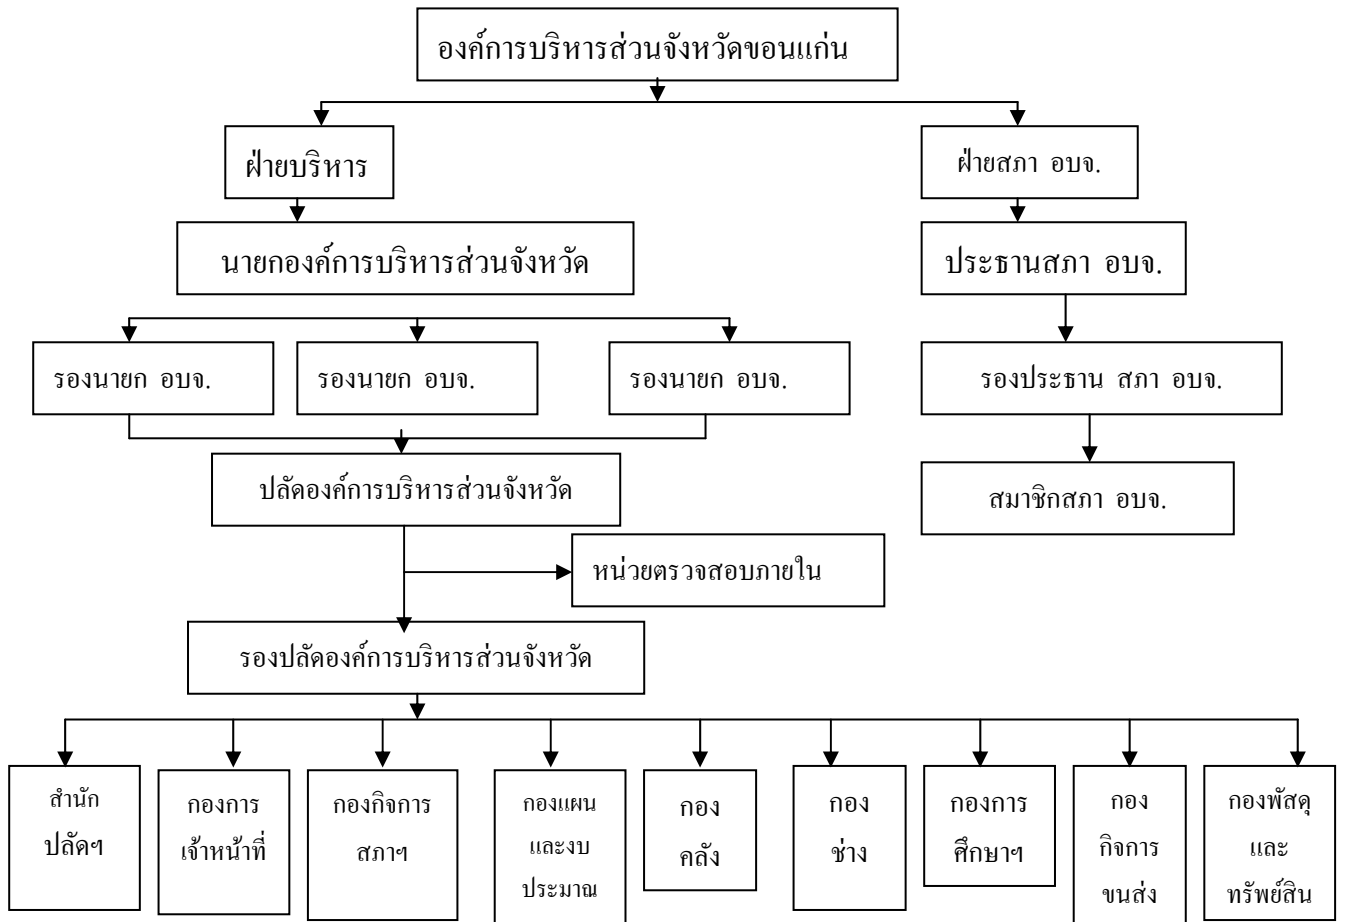 องค์การบริหารส่วนจังหวัดขอนแก่น
ฝ่ายบริหาร
ฝ่ายสภา อบจ.
นายกองค์การบริหารส่วนจังหวัด
ประธานสภา อบจ.
รองนายก อบจ.
รองนายก อบจ.
รองนายก อบจ.
รองประธาน สภา อบจ.
ปลัดองค์การบริหารส่วนจังหวัด
สมาชิกสภา อบจ.
หน่วยตรวจสอบภายใน
รองปลัดองค์การบริหารส่วนจังหวัด
สำนัก
ปลัดฯ
กองการ
เจ้าหน้าที่
กองกิจการ
สภาฯ
กองแผน
และงบ
ประมาณ
กอง
คลัง
กอง
ช่าง
กองการ
ศึกษาฯ
กอง
กิจการ
ขนส่ง
กองพัสดุ
และ
ทรัพย์สิน